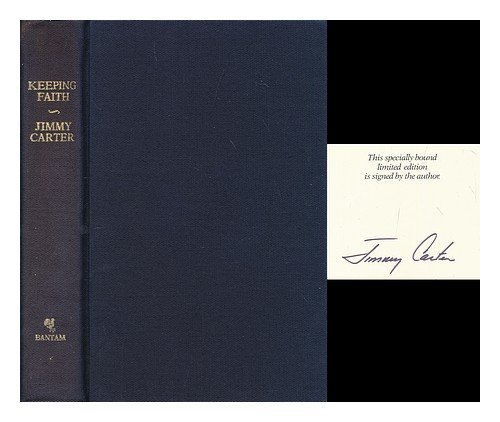 KEEPING
FAITH
JIMMY
CARTER
BANTAM
This specially bound
limited edition
is signed by the author.
Jimmy Carter